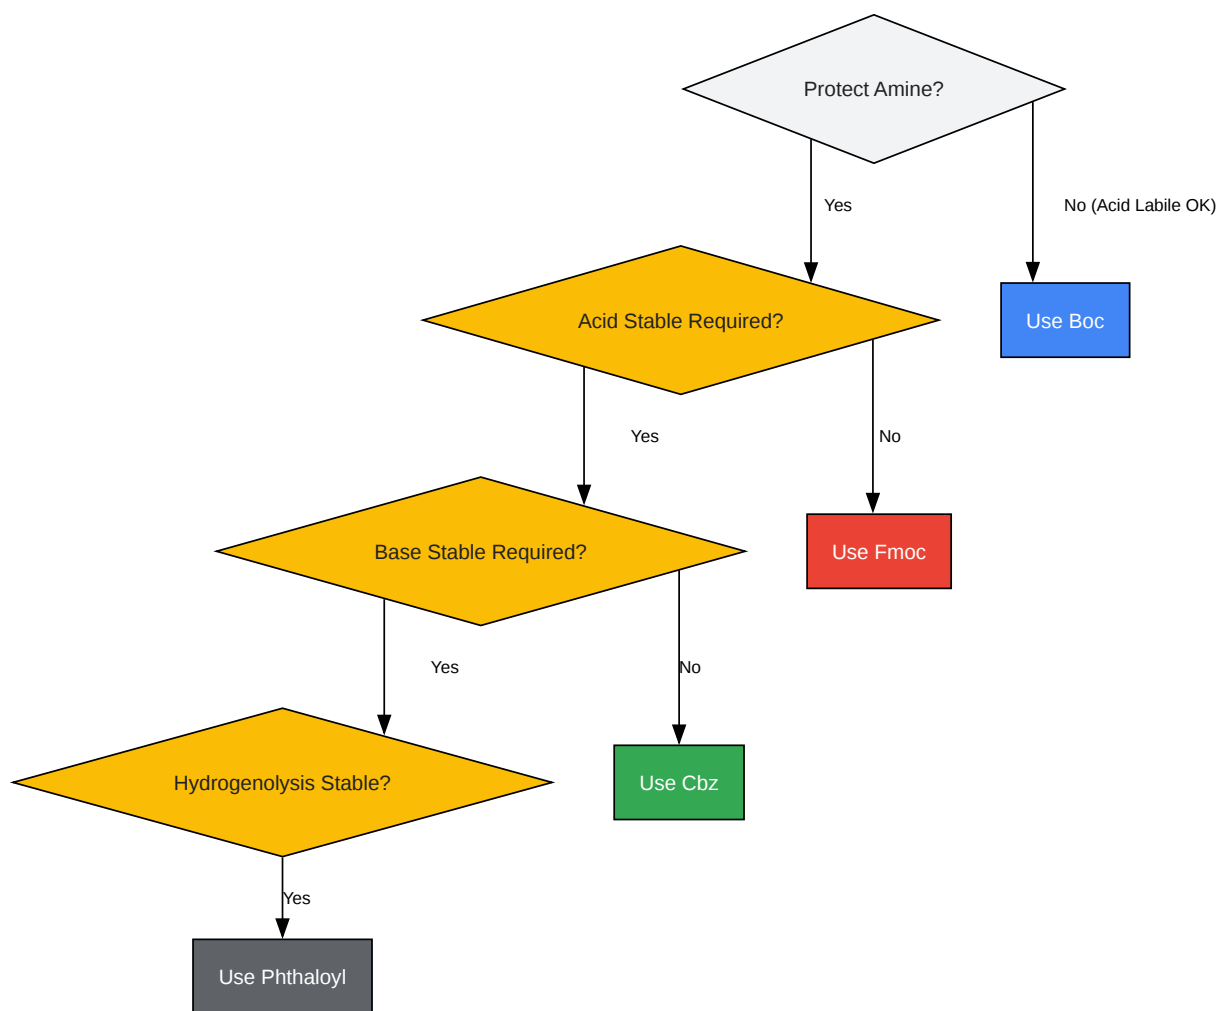 Protect Amine?
Yes
No (Acid Labile OK)
Acid Stable Required?
Use Boc
Yes
No
Base Stable Required?
Use Fmoc
Yes
No
Hydrogenolysis Stable?
Use Cbz
Yes
Use Phthaloyl